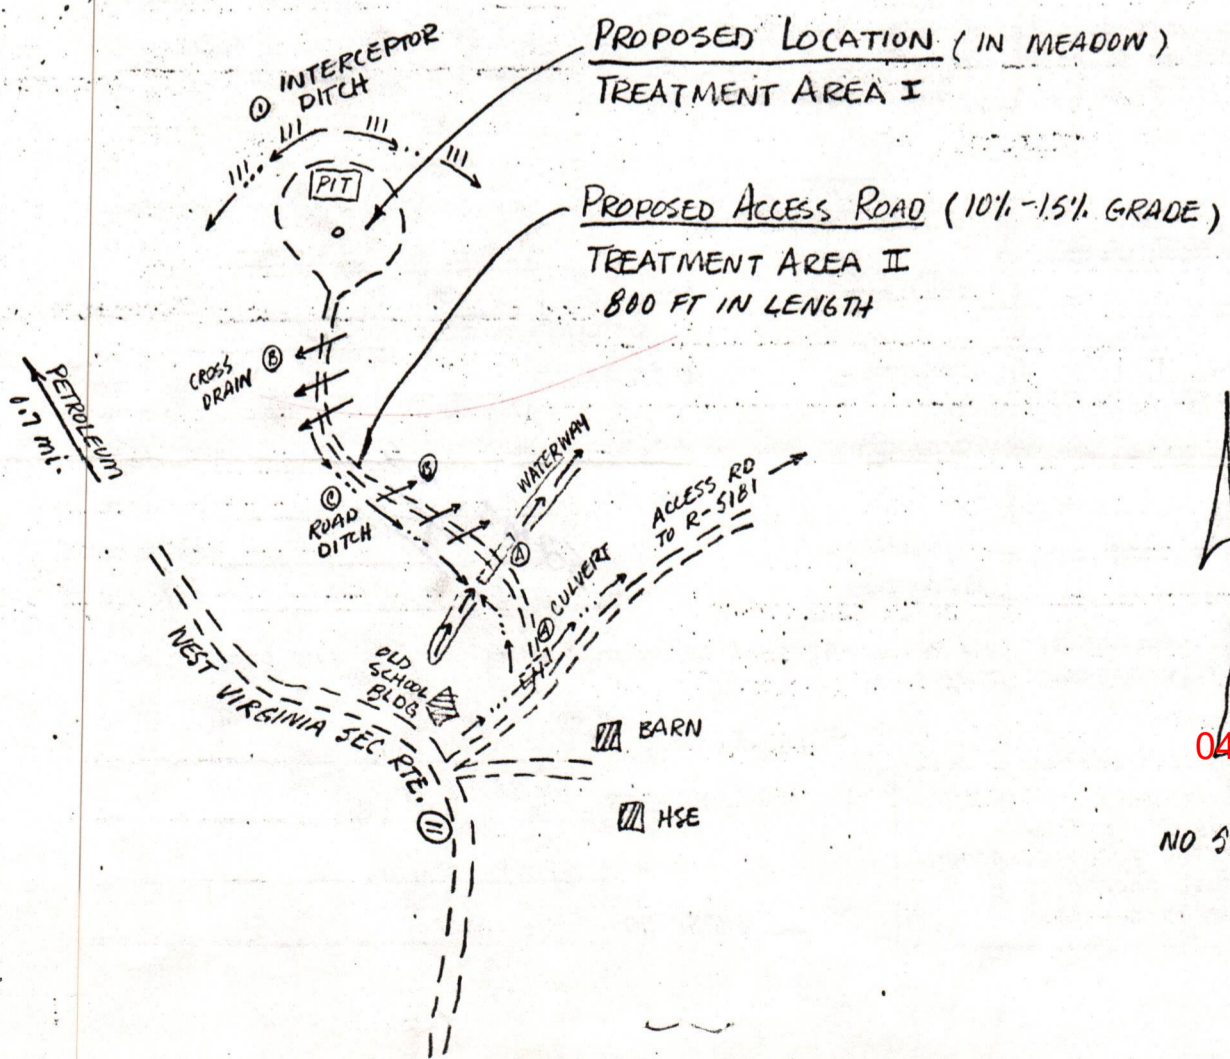 PROPOSED LOCATION (IN MEADOW)
TREATMENT AREA I
① INTERCEPTOR
DITCH
PIT
PROPOSED ACCESS ROAD (10%-15% GRADE)
TREATMENT AREA II
800 FT IN LENGTH
CROSS
DRAIN Ⓑ
PETROLEUM
0.7 mi.
Ⓑ
WATERWAY
Ⓒ
ROAD
DITCH
ACCESS RD
TO R-5181
Ⓐ
Ⓐ CULVERT
OLD
SCHOOL
BLDG
WEST VIRGINIA SEC. RTE.
BARN
HSE
04
NO